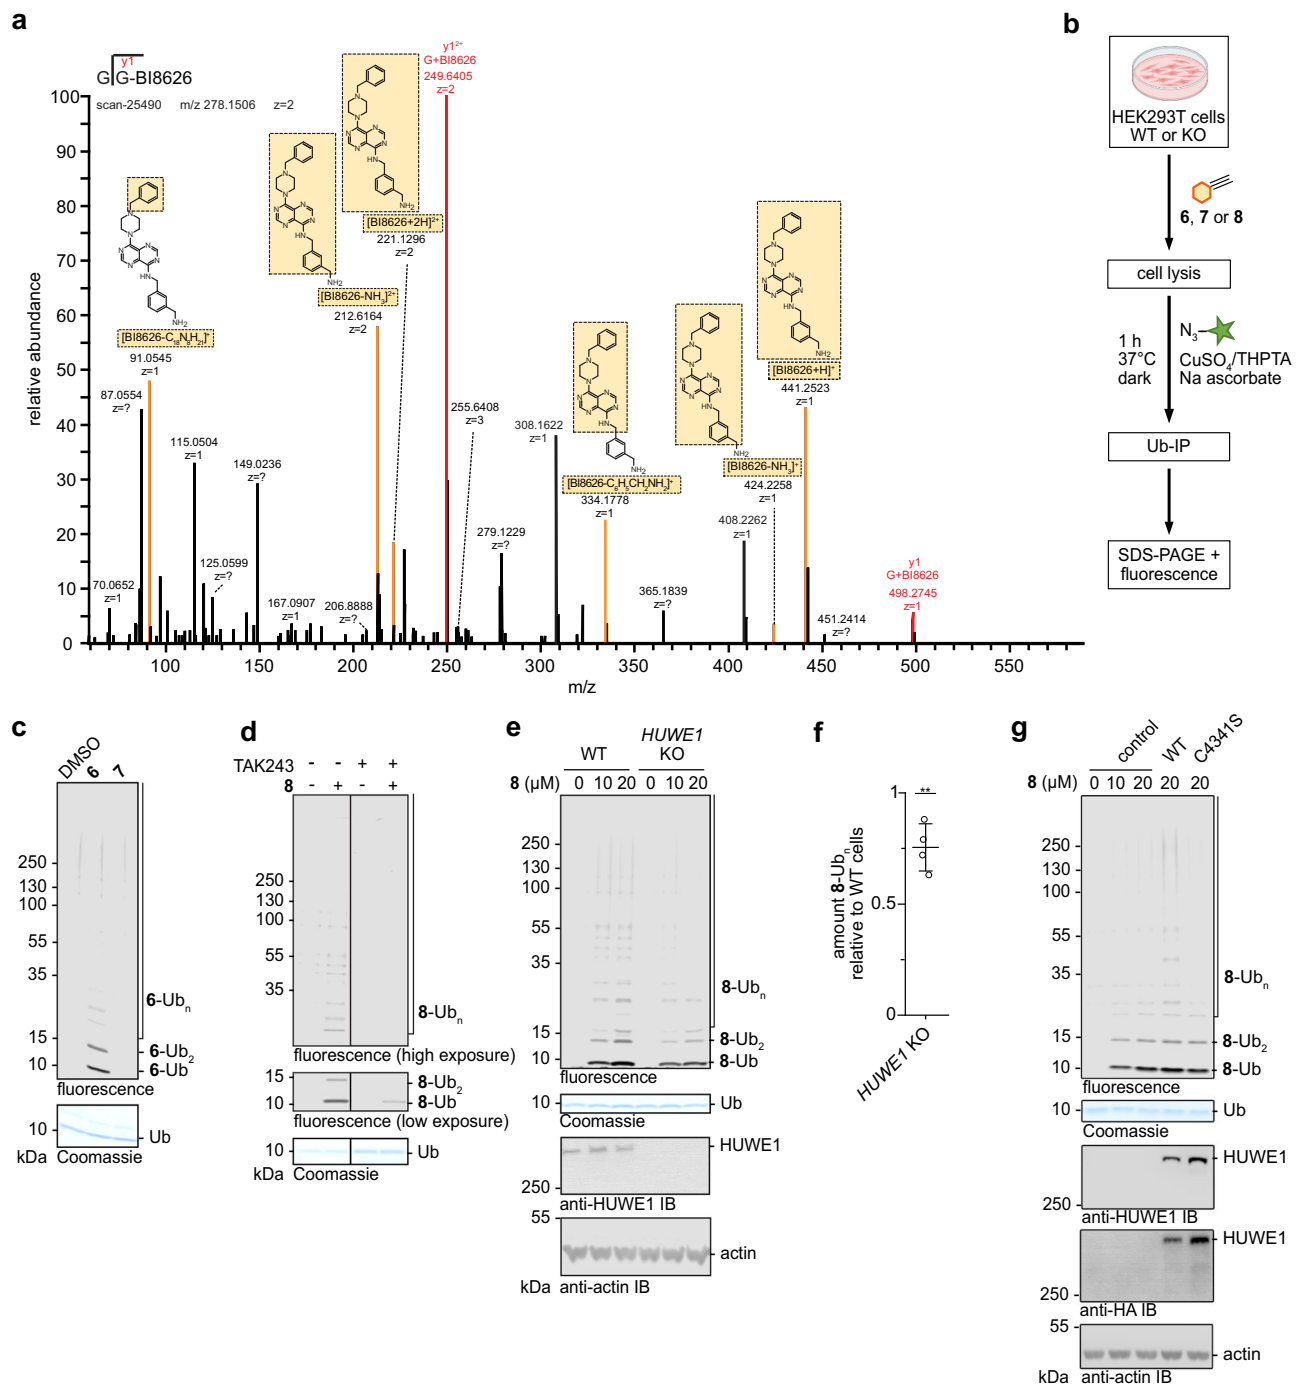 a
y1
G G-BI8626
scan-25490 m/z 278.1506 z=2
y1²⁺
G+BI8626
249.6405
z=2
relative abundance
100
90
80
70
60
50
40
30
20
10
0
100
150
200
250
300
350
400
450
500
550
m/z
[BI8626-C₁₈N₈H₂₁]⁺
91.0545
z=1
[BI8626-NH₃]²⁺
212.6164
z=2
[BI8626+2H]²⁺
221.1296
z=2
[BI8626-C₆H₅CH₂NH₂]⁺
334.1778
z=1
[BI8626-NH₃]⁺
424.2258
z=1
[BI8626+H]⁺
441.2523
z=1
87.0554
z=?
115.0504
z=1
149.0236
z=?
125.0599
z=?
70.0652
z=1
167.0907
z=1
206.8888
z=?
255.6408
z=3
279.1229
z=?
308.1622
z=1
365.1839
z=?
408.2262
z=1
451.2414
z=?
y1
G+BI8626
498.2745
z=1
b
HEK293T cells
WT or KO
6, 7 or 8
cell lysis
1 h
37°C
dark
N₃
CuSO₄/THPTA
Na ascorbate
Ub-IP
SDS-PAGE +
fluorescence
c
DMSO 6 7
250
130
100
55
35
15
10
6-Ubₙ
6-Ub₂
6-Ub
fluorescence
10
Ub
kDa Coomassie
d
TAK243 - - + +
8 - + - +
250
130
100
55
35
8-Ubₙ
fluorescence (high exposure)
15
10
8-Ub₂
8-Ub
fluorescence (low exposure)
10
Ub
kDa Coomassie
e
WT HUWE1 KO
8 (µM) 0 10 20 0 10 20
250
130
100
55
35
15
10
8-Ubₙ
8-Ub₂
8-Ub
fluorescence
10
Ub
Coomassie
HUWE1
250
anti-HUWE1 IB
55
actin
kDa anti-actin IB
f
amount 8-Ubₙ
relative to WT cells
1
0.5
0
**
HUWE1 KO
g
control WT C4341S
8 (µM) 0 10 20 20 20
250
130
100
55
35
15
10
8-Ubₙ
8-Ub₂
8-Ub
fluorescence
10
Ub
Coomassie
HUWE1
250
anti-HUWE1 IB
HUWE1
250
anti-HA IB
55
actin
kDa anti-actin IB